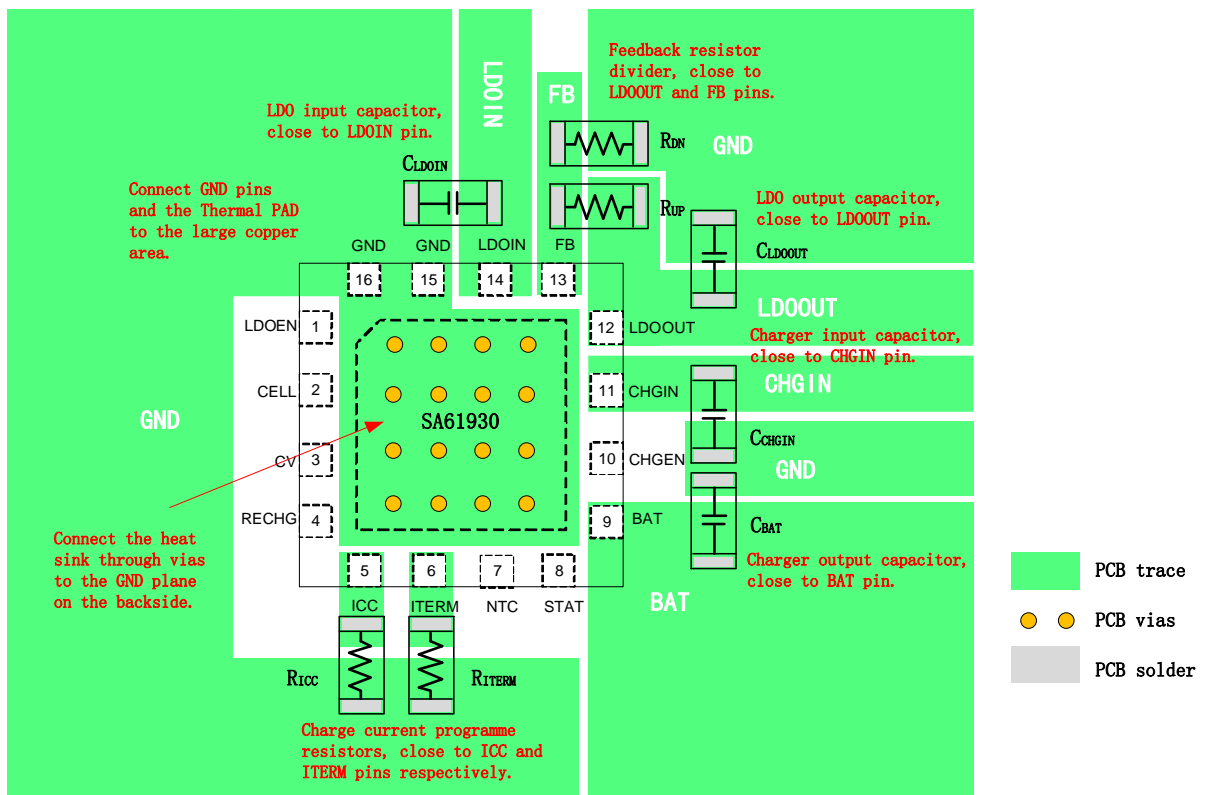 Feedback resistor
divider, close to
LDOOUT and FB pins.
LDOIN
FB
LDO input capacitor,
close to LDOIN pin.
RDN
GND
CLDOIN
Connect GND pins
and the Thermal PAD
to the large copper
area.
RUP
LDO output capacitor,
close to LDOOUT pin.
CLDOOUT
GND
GND
LDOIN
FB
16
15
14
13
LDOOUT
LDOEN
1
12
LDOOUT
Charger input capacitor,
close to CHGIN pin.
CELL
2
11
CHGIN
CHGIN
GND
SA61930
CCHGIN
CV
3
10
CHGEN
GND
RECHG
4
9
BAT
CBAT
Connect the heat
sink through vias
to the GND plane
on the backside.
Charger output capacitor,
close to BAT pin.
5
6
7
8
ICC
ITERM
NTC
STAT
BAT
PCB trace
PCB vias
PCB solder
RICC
RITERM
Charge current programme
resistors, close to ICC and
ITERM pins respectively.